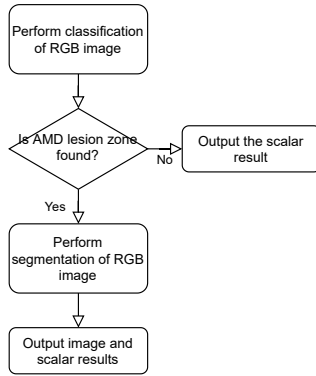 Perform classification
of RGB image
Is AMD lesion zone
found?
No
Output the scalar
result
Yes
Perform
segmentation of RGB
image
Output image and
scalar results